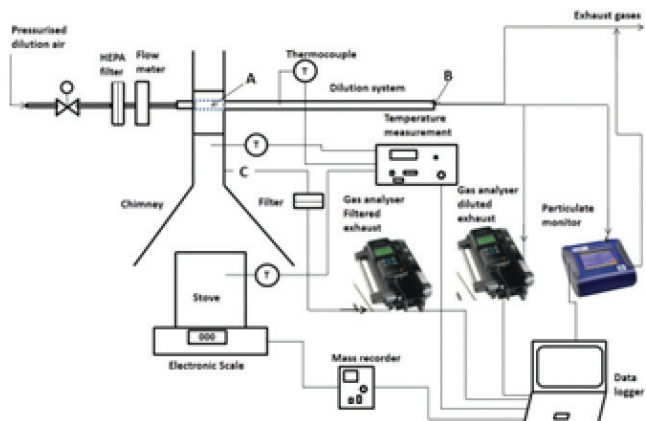 Exhaust gases
Pressurised
dilution air
HEPA
filter
Flow
meter
Thermocouple
T
A
Dilution system
B
Temperature
measurement
T
C
Chimney
Filter
Gas analyser
Filtered
exhaust
Gas analyser
diluted
exhaust
Particulate
monitor
T
Stove
000
Electronic Scale
Mass recorder
Data
logger